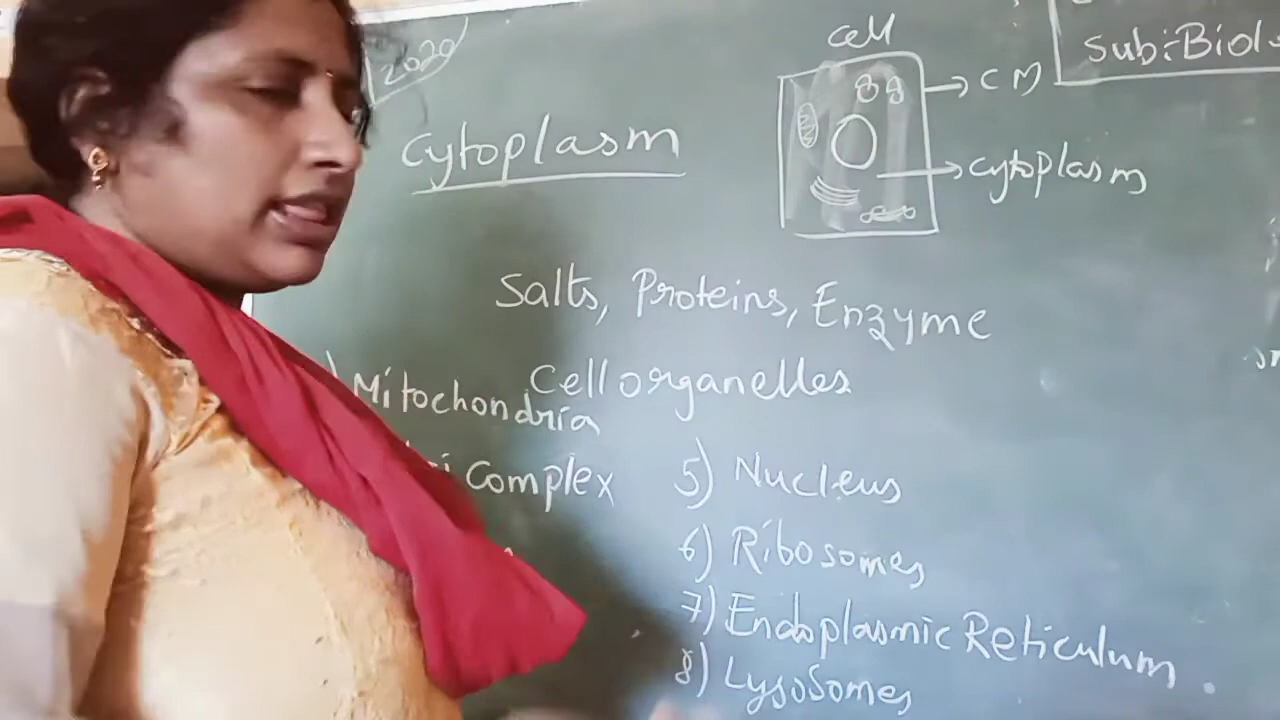 2020
cell
Sub:-Biol
CM
Cytoplasm
cytoplasm
Salts, Proteins, Enzyme
Cell organelles
Mitochondria
Complex
5) Nucleus
6) Ribosomes
7) Endoplasmic Reticulum
8) Lysosomes